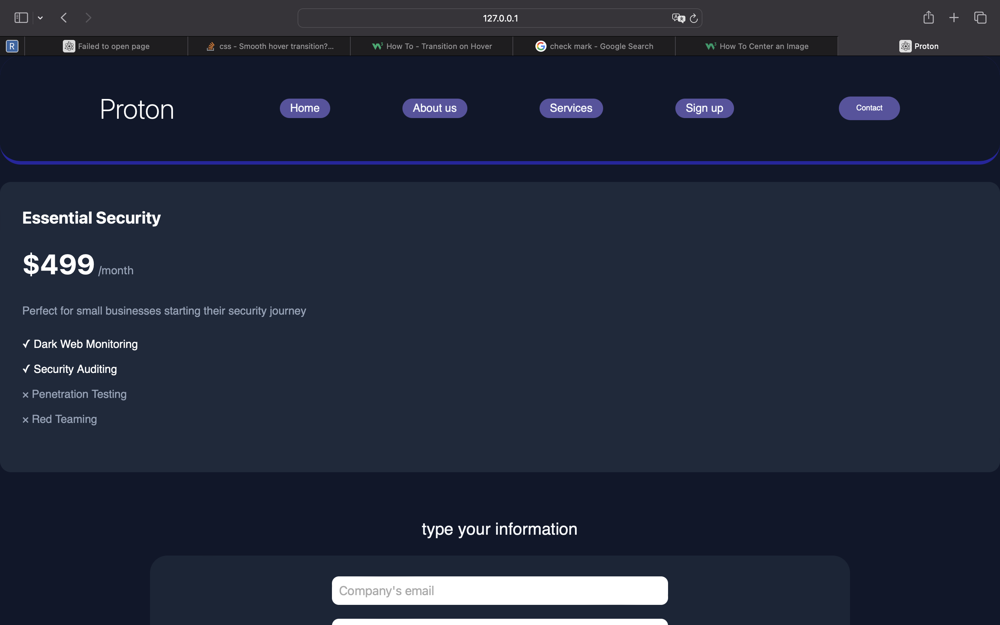 127.0.0.1
R
Failed to open page
css - Smooth hover transition?...
How To - Transition on Hover
check mark - Google Search
How To Center an Image
Proton
Proton
Home
About us
Services
Sign up
Contact
Essential Security
$499 /month
Perfect for small businesses starting their security journey
✓ Dark Web Monitoring
✓ Security Auditing
× Penetration Testing
× Red Teaming
type your information
Company's email